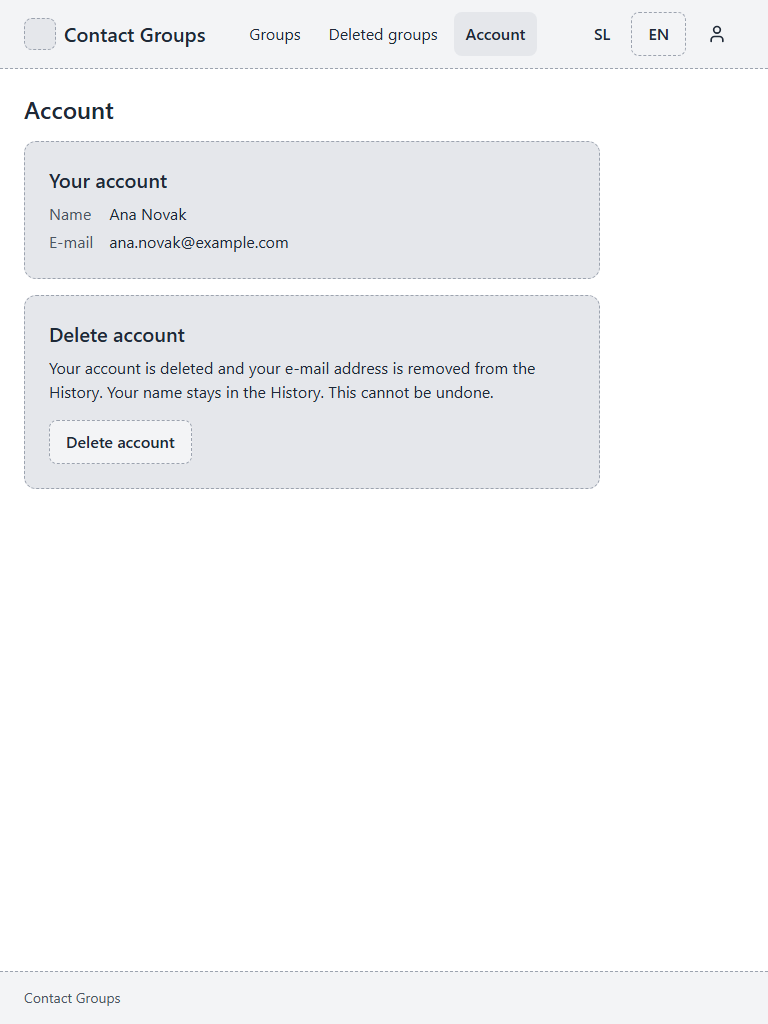 Contact Groups
Groups
Deleted groups
Account
SL
EN
Account
Your account
Name Ana Novak
E-mail ana.novak@example.com
Delete account
Your account is deleted and your e-mail address is removed from the
History. Your name stays in the History. This cannot be undone.
Delete account
Contact Groups